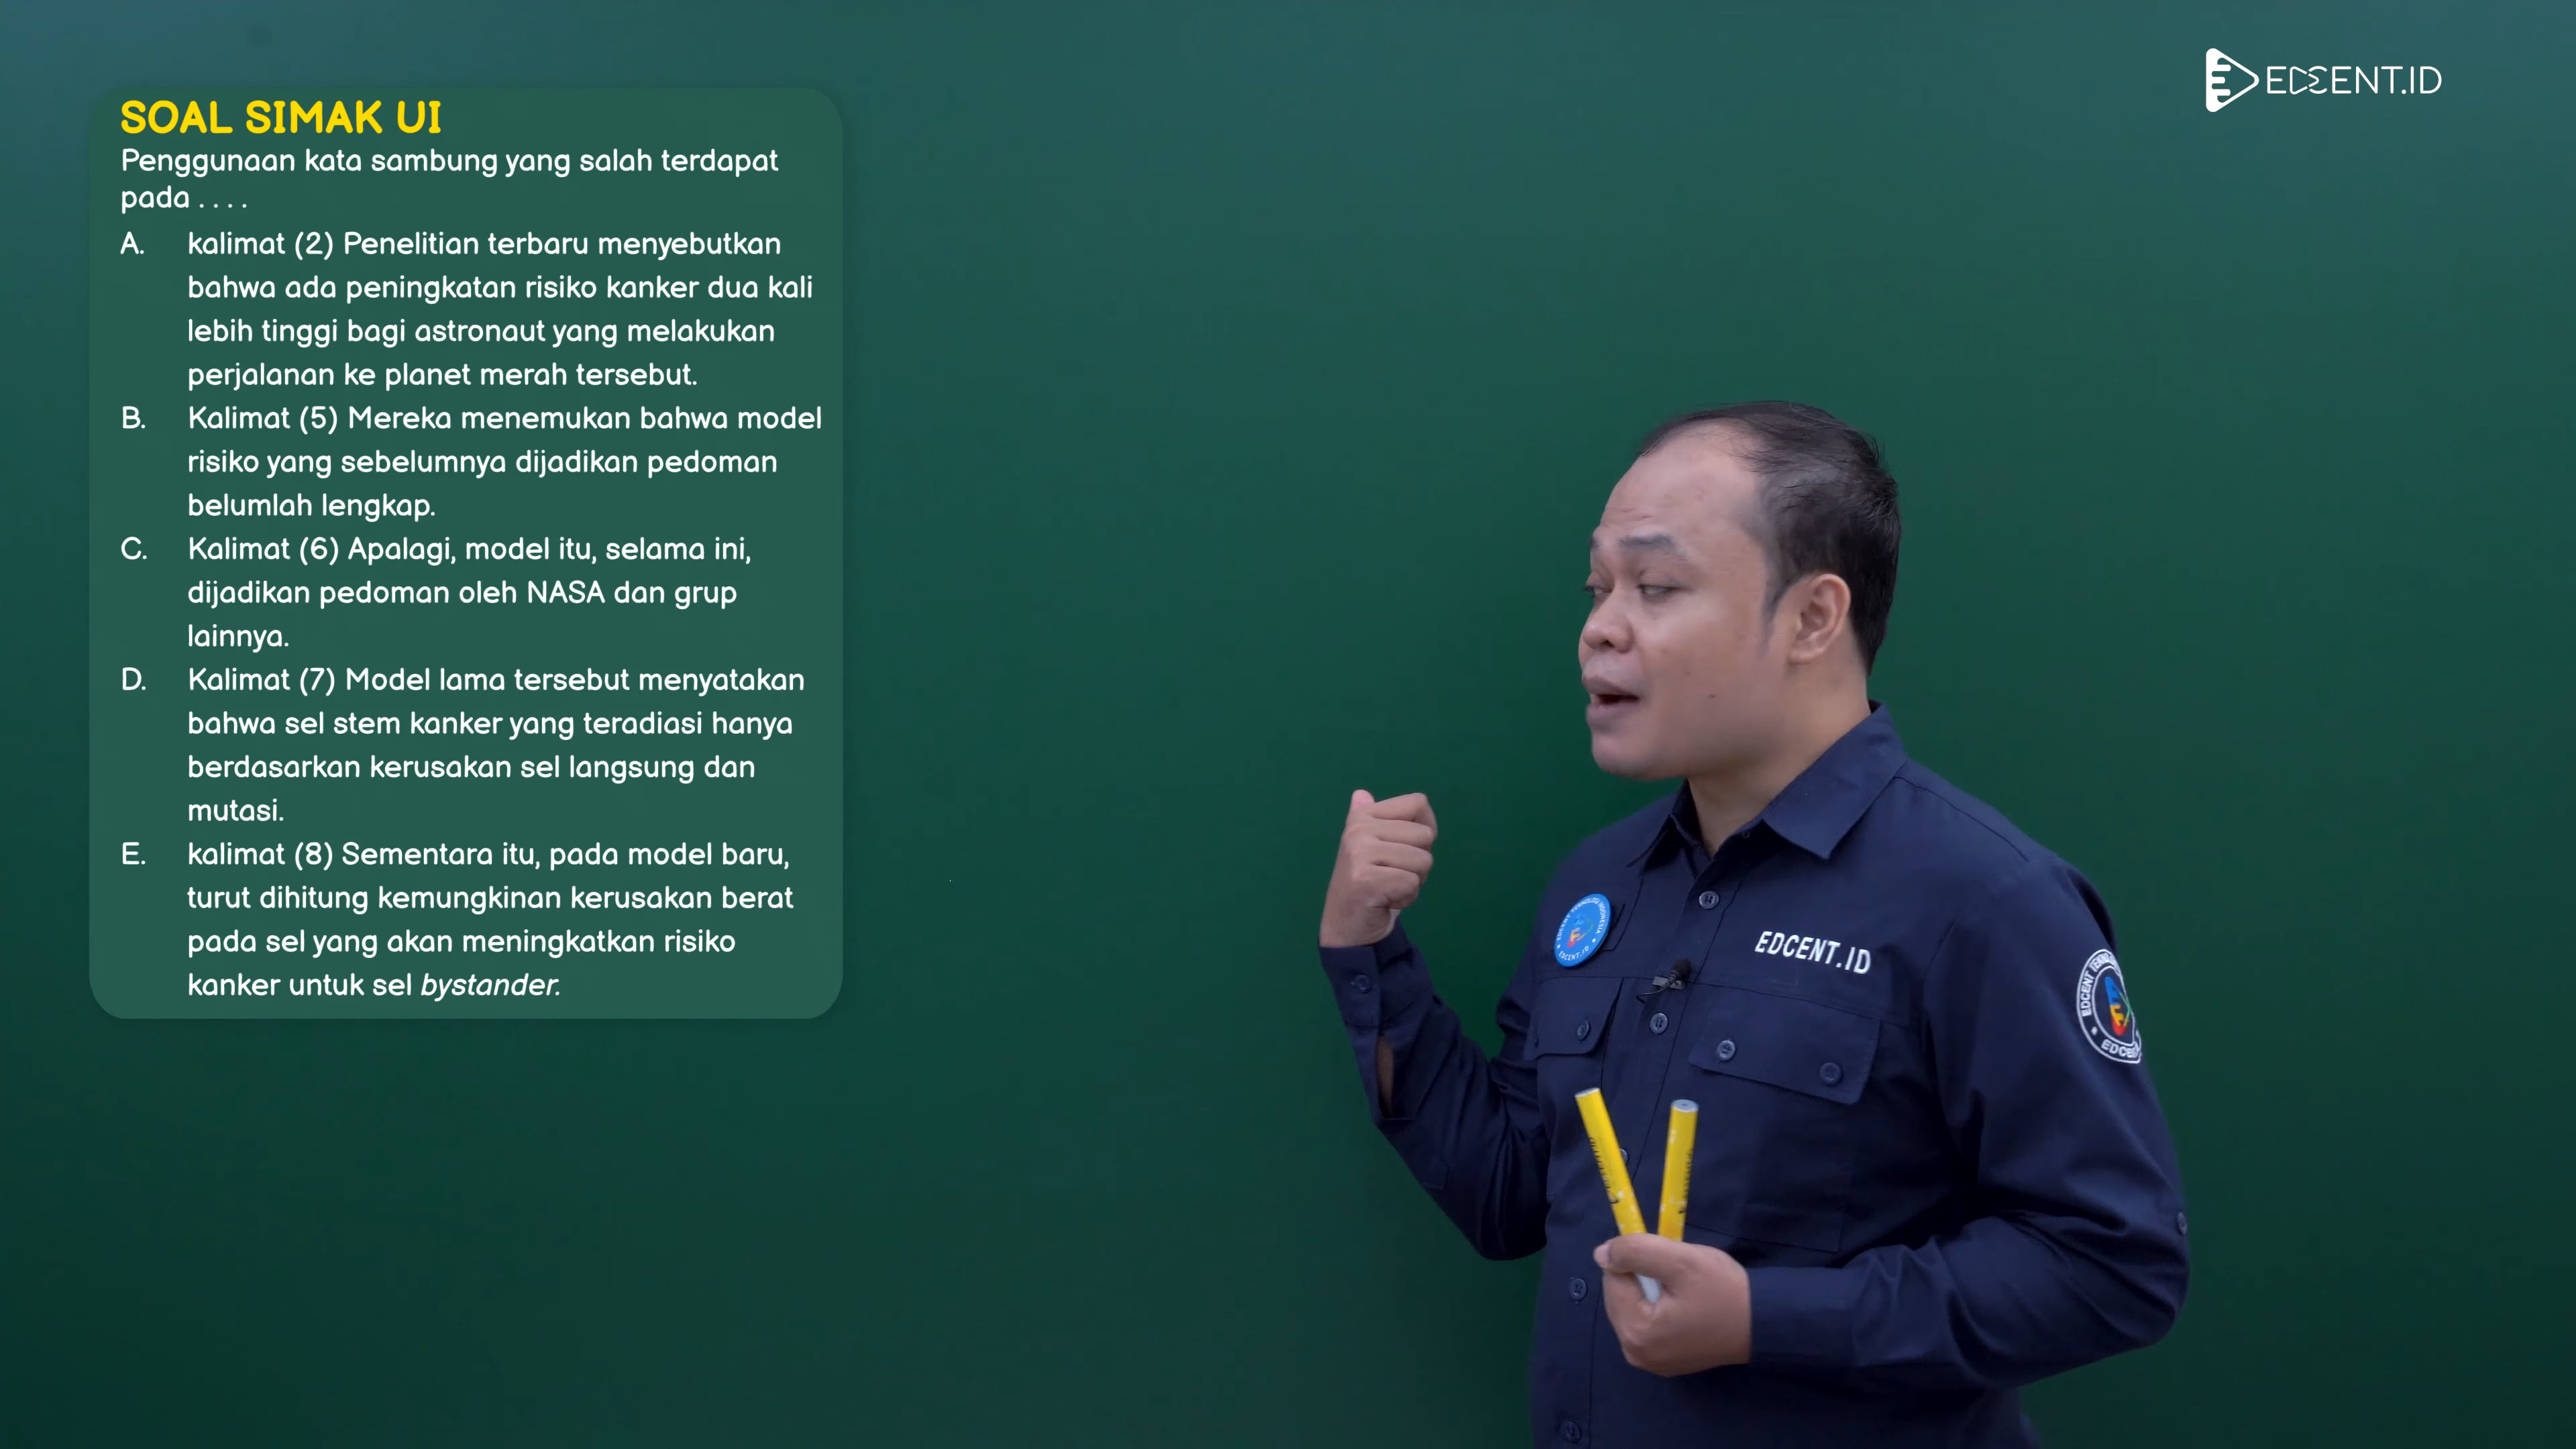 SOAL SIMAK UI
Penggunaan kata sambung yang salah terdapat
pada . . . .
A. kalimat (2) Penelitian terbaru menyebutkan
bahwa ada peningkatan risiko kanker dua kali
lebih tinggi bagi astronaut yang melakukan
perjalanan ke planet merah tersebut.
B. Kalimat (5) Mereka menemukan bahwa model
risiko yang sebelumnya dijadikan pedoman
belumlah lengkap.
C. Kalimat (6) Apalagi, model itu, selama ini,
dijadikan pedoman oleh NASA dan grup
lainnya.
D. Kalimat (7) Model lama tersebut menyatakan
bahwa sel stem kanker yang teradiasi hanya
berdasarkan kerusakan sel langsung dan
mutasi.
E. kalimat (8) Sementara itu, pada model baru,
turut dihitung kemungkinan kerusakan berat
pada sel yang akan meningkatkan risiko
kanker untuk sel bystander.
EDCENT.ID
EDCENT.ID
EDCENT.ID
EDCENT